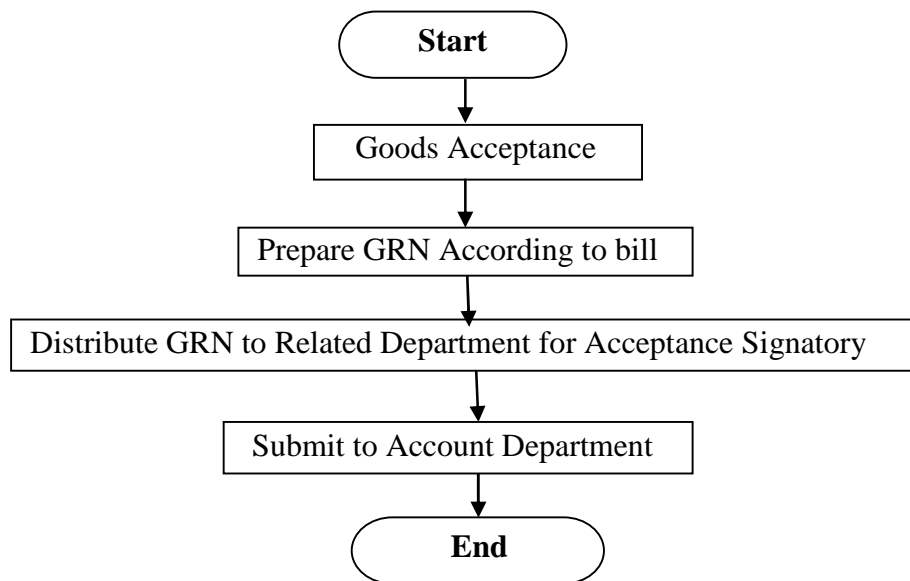 Start
Goods Acceptance
Prepare GRN According to bill
Distribute GRN to Related Department for Acceptance Signatory
Submit to Account Department
End